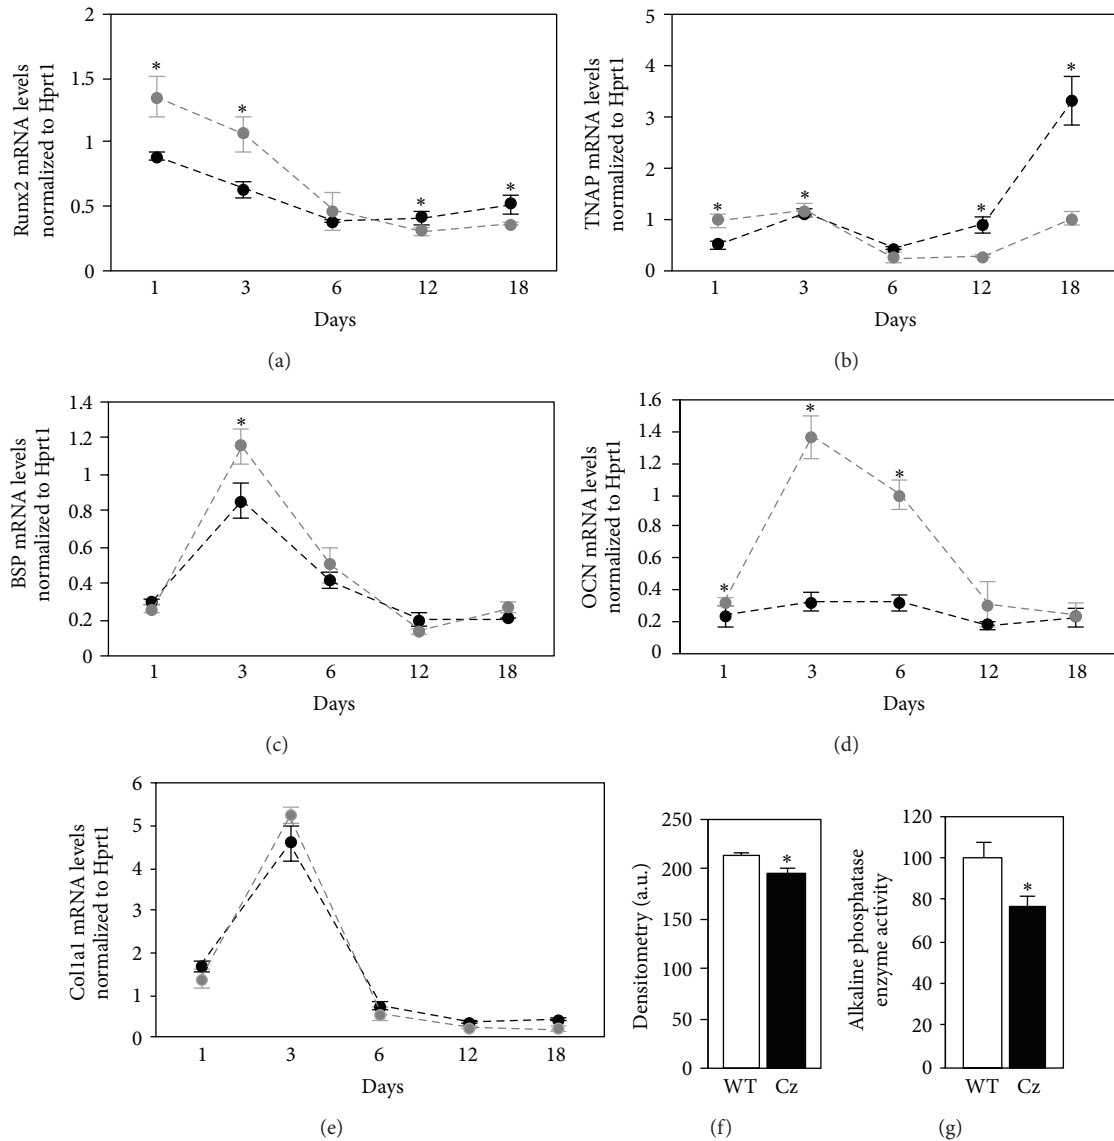 2
1.5
1
0.5
0
Runx2 mRNA levels
normalized to Hprt1
*
*
*
*
1 3 6 12 18
Days
(a)
5
4
3
2
1
0
TNAP mRNA levels
normalized to Hprt1
*
*
*
*
1 3 6 12 18
Days
(b)
1.4
1.2
1
0.8
0.6
0.4
0.2
0
BSP mRNA levels
normalized to Hprt1
*
1 3 6 12 18
Days
(c)
1.6
1.4
1.2
1
0.8
0.6
0.4
0.2
0
OCN mRNA levels
normalized to Hprt1
*
*
*
1 3 6 12 18
Days
(d)
6
5
4
3
2
1
0
Col1a1 mRNA levels
normalized to Hprt1
1 3 6 12 18
Days
(e)
250
200
150
100
50
0
Densitometry (a.u.)
*
WT Cz
(f)
120
100
80
60
40
20
0
Alkaline phosphatase
enzyme activity
*
WT Cz
(g)